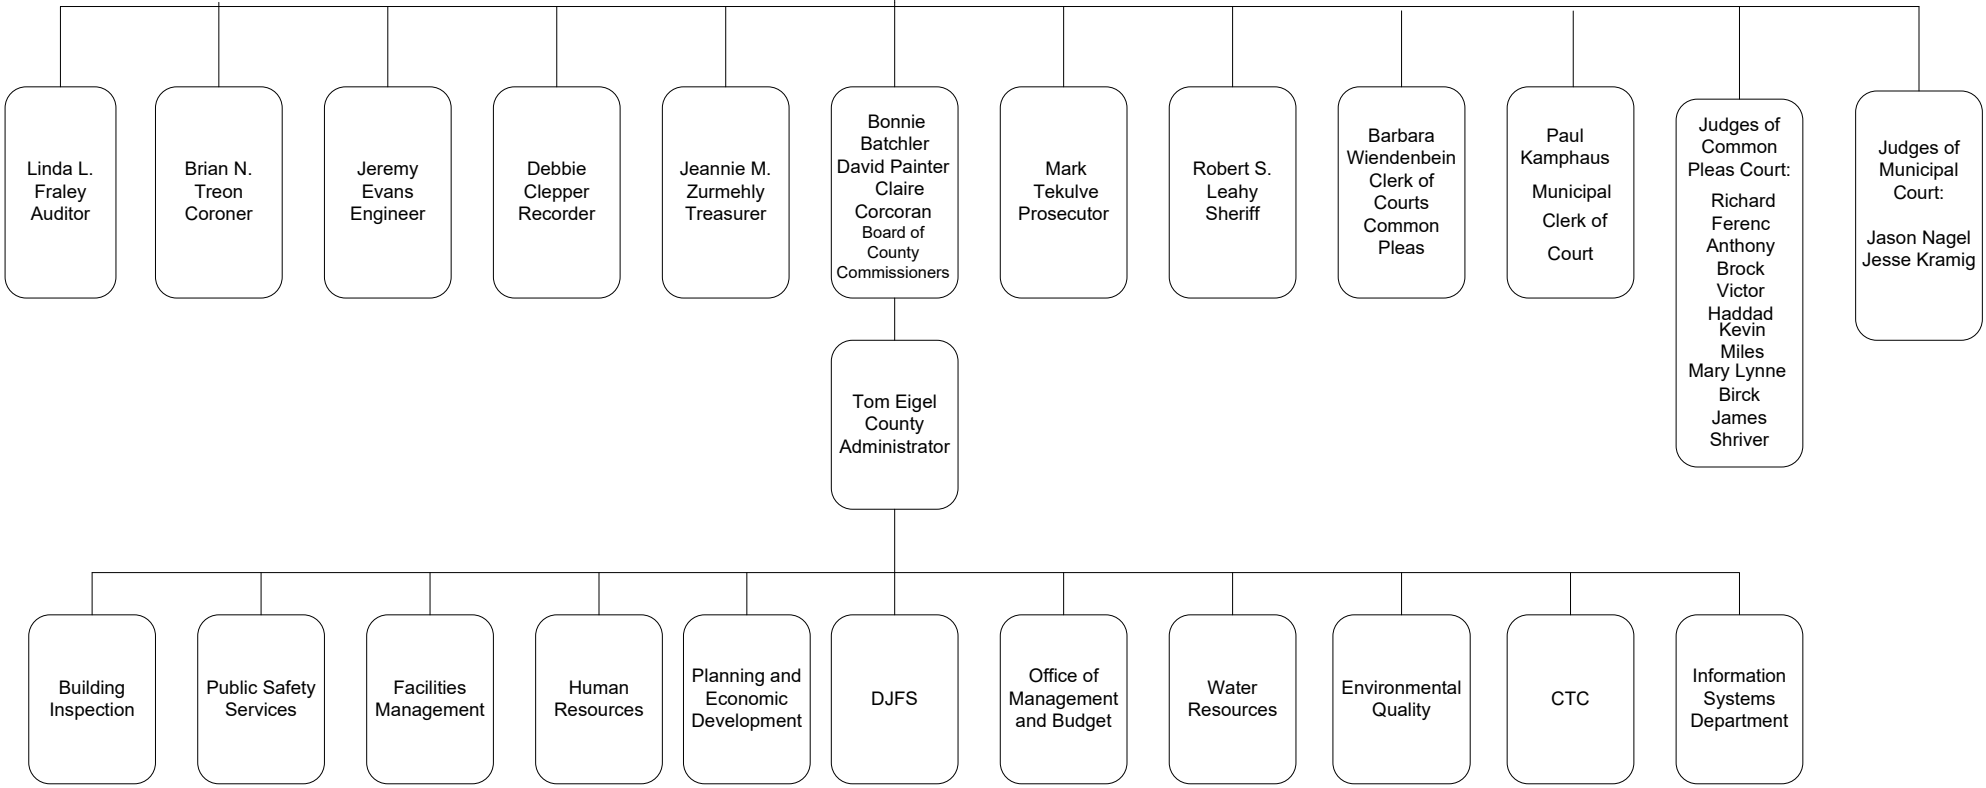 Linda L.
Fraley
Auditor
Brian N.
Treon
Coroner
Jeremy
Evans
Engineer
Debbie
Clepper
Recorder
Jeannie M.
Zurmehly
Treasurer
Bonnie
Batchler
David Painter
Claire
Corcoran
Board of
County
Commissioners
Mark
Tekulve
Prosecutor
Robert S.
Leahy
Sheriff
Barbara
Wiendenbein
Clerk of
Courts
Common
Pleas
Paul
Kamphaus
Municipal
Clerk of
Court
Judges of
Common
Pleas Court:
Richard
Ferenc
Anthony
Brock
Victor
Haddad
Kevin
Miles
Mary Lynne
Birck
James
Shriver
Judges of
Municipal
Court:
Jason Nagel
Jesse Kramig
Tom Eigel
County
Administrator
Building
Inspection
Public Safety
Services
Facilities
Management
Human
Resources
Planning and
Economic
Development
DJFS
Office of
Management
and Budget
Water
Resources
Environmental
Quality
CTC
Information
Systems
Department